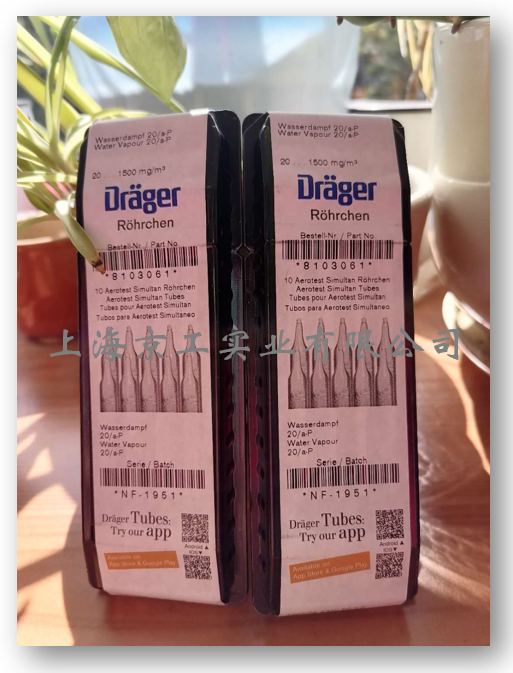 Wasserdampf 20/a-P
Water Vapour 20/a-P
20 .... 1500 mg/m³
Dräger
Röhrchen
Bestell-Nr. / Part No.
*8103061*
10 Aerotest Simultan Röhrchen
Aerotest Simultan Tubes
Tubes pour Aerotest Simultan
Tubos para Aerotest Simultaneo
Wasserdampf
20/a-P
Water Vapour
20/a-P
Serie / Batch
*NF-1951*
Dräger Tubes:
Try our app
Available on
App Store & Google Play
Android ▲
iOS ▼
Wasserdampf 20/a-P
Water Vapour 20/a-P
20 .... 1500 mg/m³
Dräger
Röhrchen
Bestell-Nr. / Part No.
*8103061*
10 Aerotest Simultan Röhrchen
Aerotest Simultan Tubes
Tubes pour Aerotest Simultan
Tubos para Aerotest Simultaneo
Wasserdampf
20/a-P
Water Vapour
20/a-P
Serie / Batch
*NF-1951*
Dräger Tubes:
Try our app
Available on
App Store & Google Play
Android ▲
iOS ▼
上海京工实业有限公司